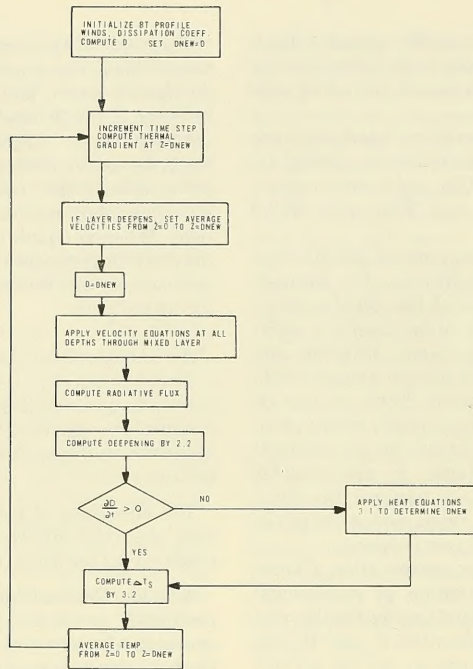 INITIALIZE BT PROFILE
WINDS, DISSIPATION COEFF.
COMPUTE D SET DNEW=D
INCREMENT TIME STEP
COMPUTE THERMAL
GRADIENT AT Z=DNEW
IF LAYER DEEPENS, SET AVERAGE
VELOCITIES FROM Z=0 TO Z=DNEW
D=DNEW
APPLY VELOCITY EQUATIONS AT ALL
DEPTHS THROUGH MIXED LAYER
COMPUTE RADIATIVE FLUX
COMPUTE DEEPENING BY 2.2
∂D/∂t > 0
NO
APPLY HEAT EQUATIONS
3.1 TO DETERMINE DNEW
YES
COMPUTE △TS
BY 3.2
AVERAGE TEMP
FROM Z=0 TO Z=DNEW